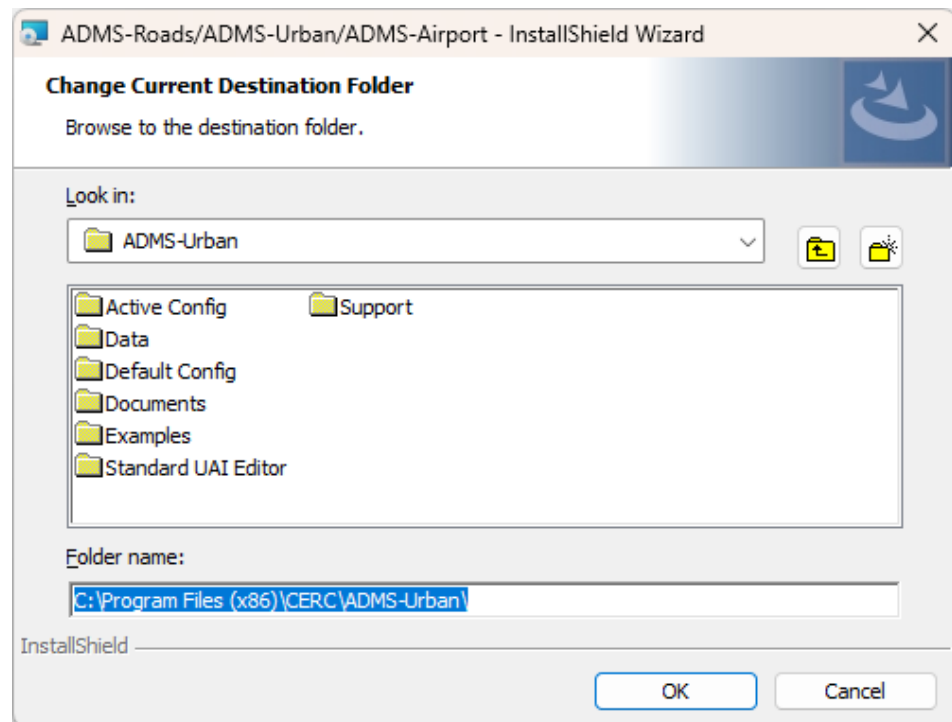 ADMS-Roads/ADMS-Urban/ADMS-Airport - InstallShield Wizard
Change Current Destination Folder
Browse to the destination folder.
Look in:
ADMS-Urban
Active Config Support
Data
Default Config
Documents
Examples
Standard UAI Editor
Folder name:
C:\Program Files (x86)\CERC\ADMS-Urban\
InstallShield
OK Cancel